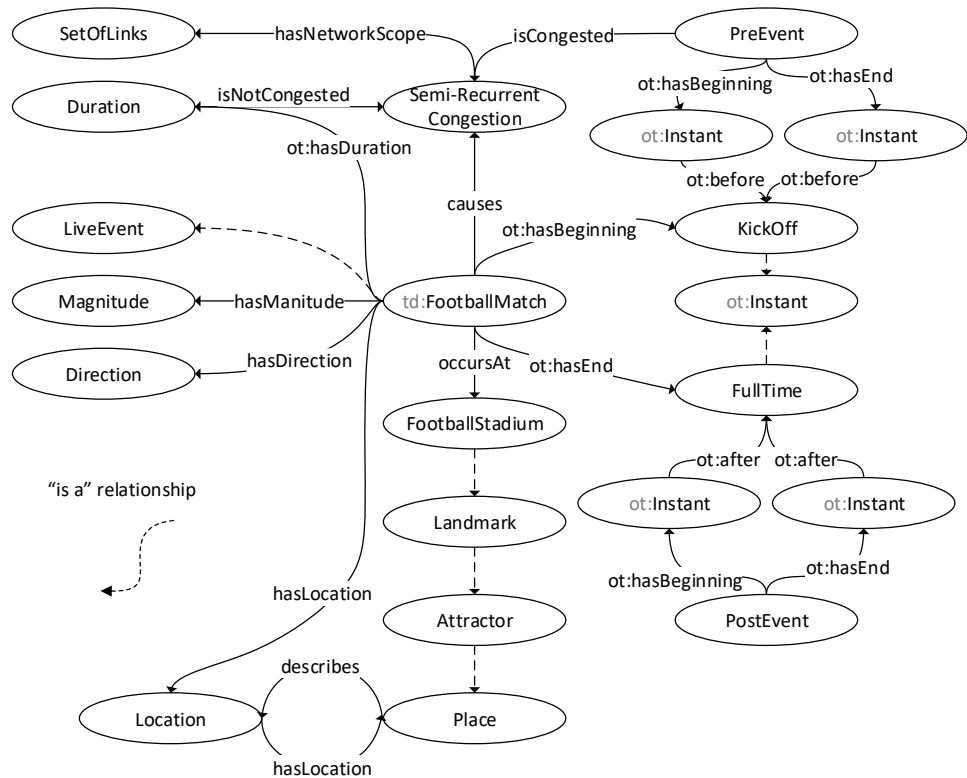 SetOfLinks
hasNetworkScope
isCongested
PreEvent
ot:hasBeginning
ot:hasEnd
Duration
isNotCongested
Semi-Recurrent
Congestion
ot:Instant
ot:Instant
ot:hasDuration
ot:before
ot:before
causes
LiveEvent
ot:hasBeginning
KickOff
Magnitude
hasManitude
td:FootballMatch
ot:Instant
Direction
hasDirection
occursAt
ot:hasEnd
FullTime
FootballStadium
ot:after
ot:after
"is a" relationship
Landmark
ot:Instant
ot:Instant
hasLocation
ot:hasBeginning
ot:hasEnd
Attractor
PostEvent
describes
Location
Place
hasLocation